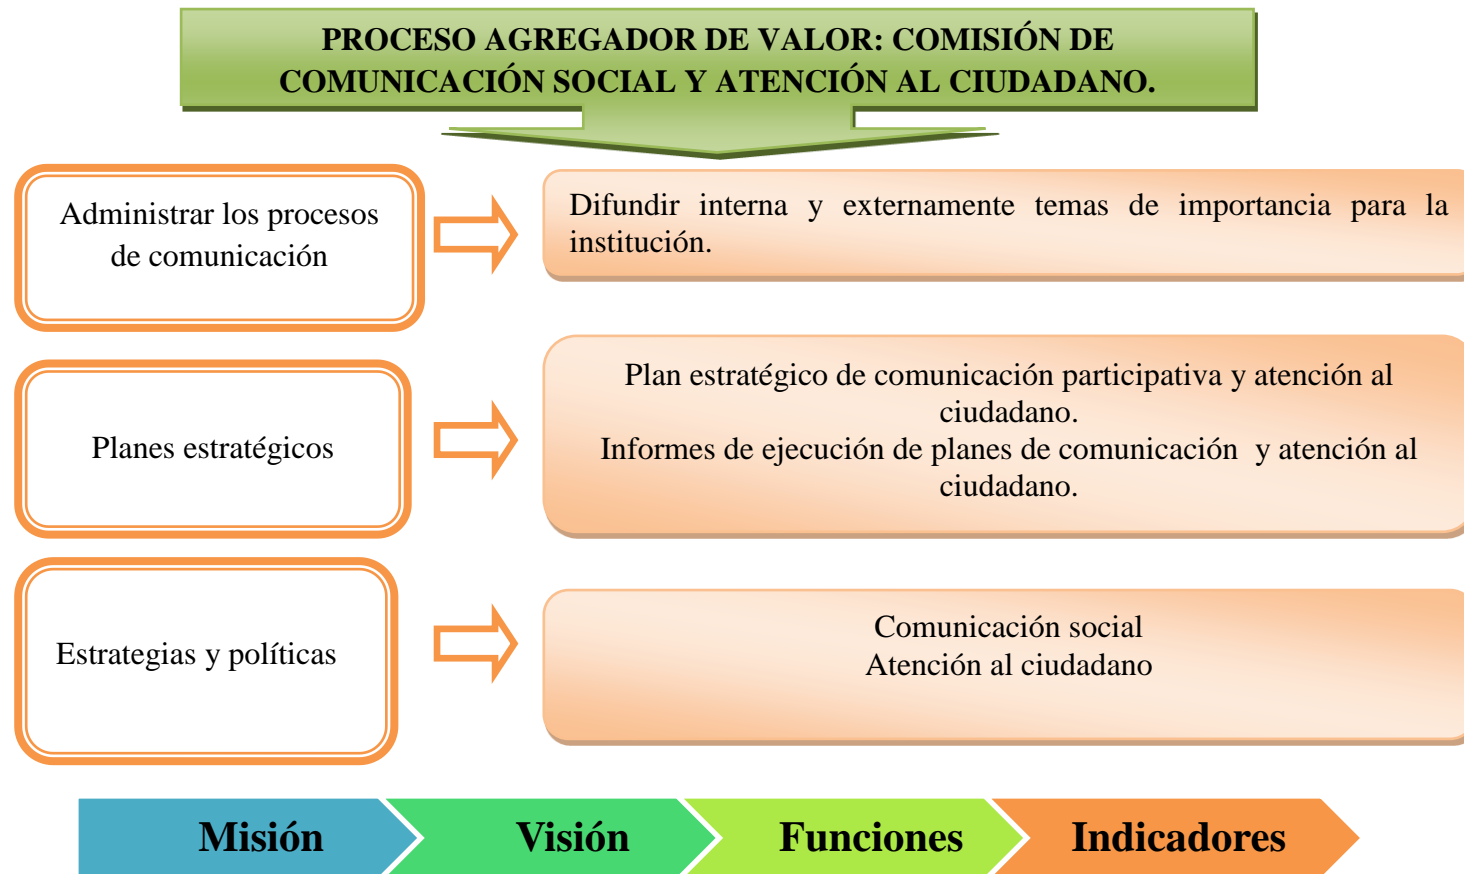 PROCESO AGREGADOR DE VALOR: COMISIÓN DE
COMUNICACIÓN SOCIAL Y ATENCIÓN AL CIUDADANO.
Administrar los procesos
de comunicación
Difundir interna y externamente temas de importancia para la
institución.
Planes estratégicos
Plan estratégico de comunicación participativa y atención al
ciudadano.
Informes de ejecución de planes de comunicación y atención al
ciudadano.
Estrategias y políticas
Comunicación social
Atención al ciudadano
Misión
Visión
Funciones
Indicadores